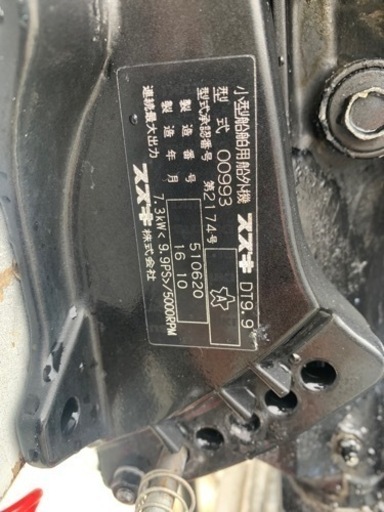 小型船舶用船外機 スズキ DT9.9
型式 00993
型式承認番号 第2174号
製造番号 510620
製造年月 16 10
連続最大出力 7.3kW<9.9PS>/5000RPM
スズキ株式会社
A